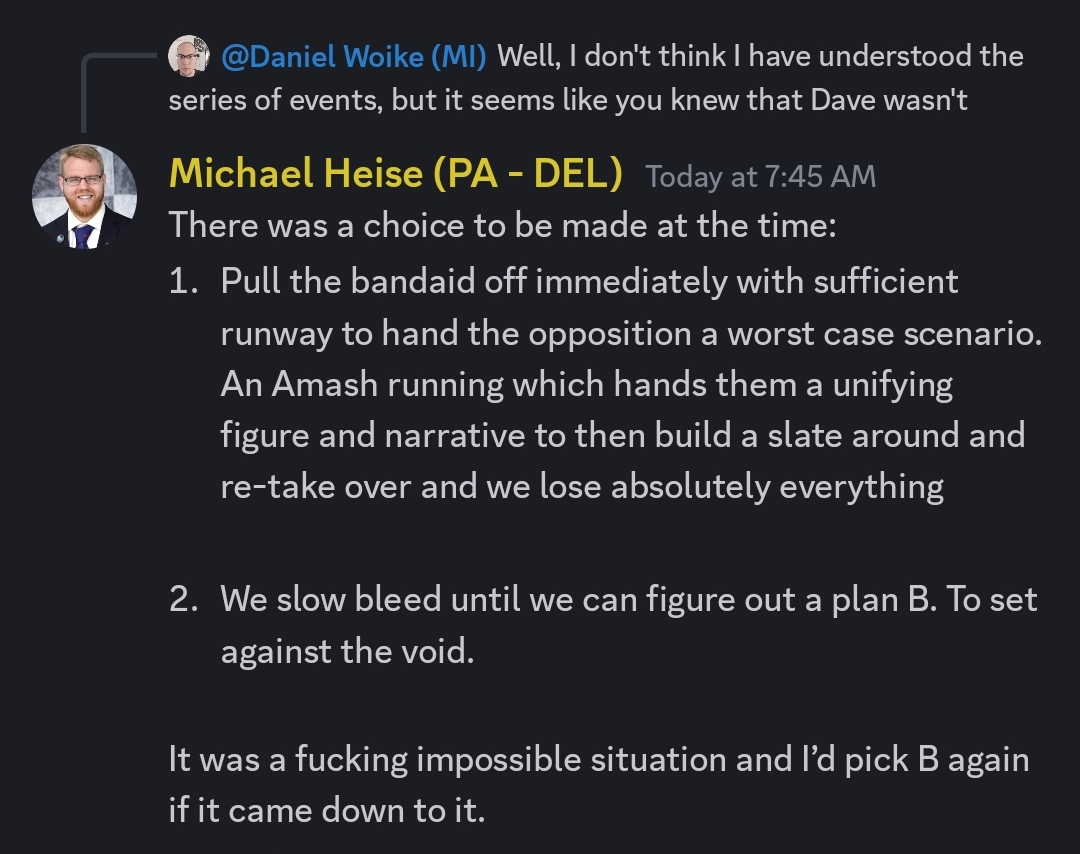 @Daniel Woike (MI) Well, I don't think I have understood the
series of events, but it seems like you knew that Dave wasn't
Michael Heise (PA - DEL) Today at 7:45 AM
There was a choice to be made at the time:
1. Pull the bandaid off immediately with sufficient
runway to hand the opposition a worst case scenario.
An Amash running which hands them a unifying
figure and narrative to then build a slate around and
re-take over and we lose absolutely everything
2. We slow bleed until we can figure out a plan B. To set
against the void.
It was a fucking impossible situation and I’d pick B again
if it came down to it.